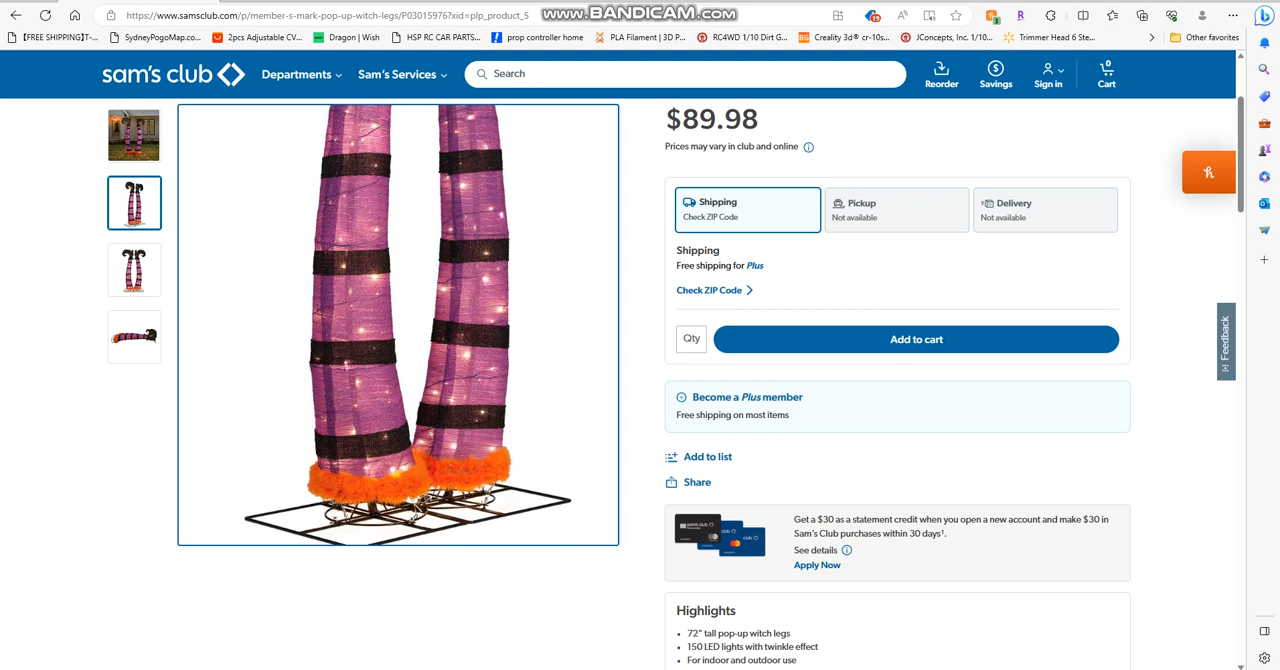 https://www.samsclub.com/p/member-s-mark-pop-up-witch-legs/P03015976?xid=plp_product_5
www.BANDICAM.com
19
3
【FREE SHIPPING】T-...
SydneyPogoMap.co...
2pcs Adjustable CV...
Dragon | Wish
HSP RC CAR PARTS...
prop controller home
PLA Filament | 3D P...
RC4WD 1/10 Dirt G...
Creality 3d® cr-10s...
JConcepts, Inc. 1/10...
Trimmer Head 6 Ste...
Other favorites
sam's club
Departments
Sam's Services
Search
Reorder
Savings
Sign in
0
Cart
$89.98
Prices may vary in club and online
Shipping
Check ZIP Code
Pickup
Not available
Delivery
Not available
Shipping
Free shipping for Plus
Check ZIP Code
Qty
Add to cart
Feedback
Become a Plus member
Free shipping on most items
Add to list
Share
Get a $30 as a statement credit when you open a new account and make $30 in
Sam's Club purchases within 30 days¹.
See details
Apply Now
Highlights
72" tall pop-up witch legs
150 LED lights with twinkle effect
For indoor and outdoor use